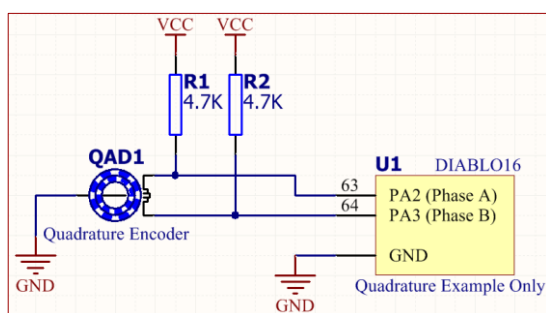 VCC
VCC
R1
4.7K
R2
4.7K
QAD1
U1
DIABLO16
63
PA2 (Phase A)
64
PA3 (Phase B)
Quadrature Encoder
GND
GND
GND
Quadrature Example Only